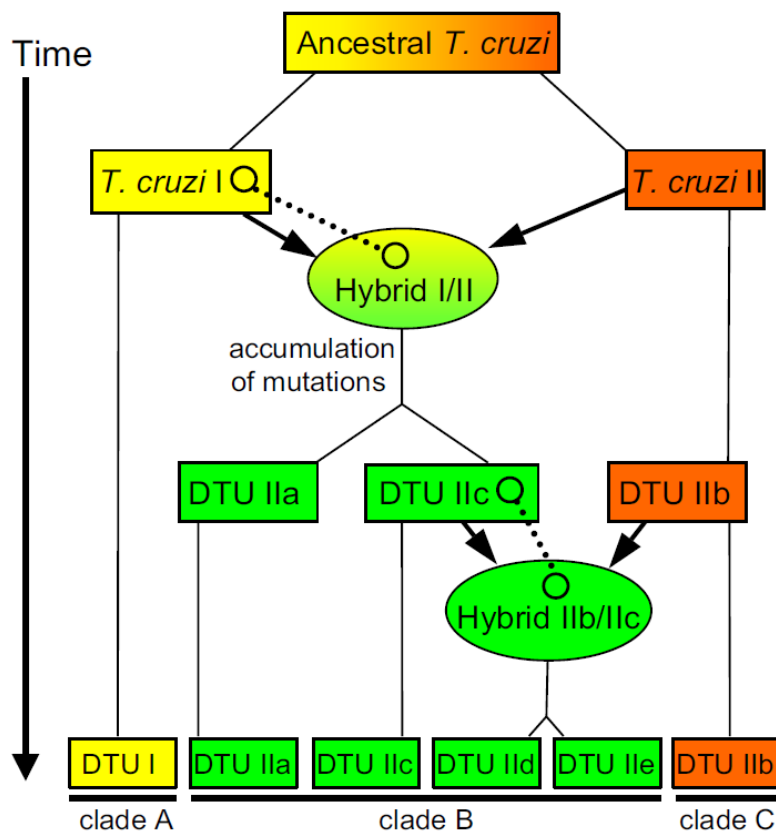 Ancestral T. cruzi
Time
T. cruzi I
T. cruzi II
Hybrid I/II
accumulation
of mutations
DTU IIa
DTU IIc
DTU IIb
Hybrid IIb/IIc
DTU I
DTU IIa
DTU IIc
DTU IId
DTU IIe
DTU IIb
clade A
clade B
clade C